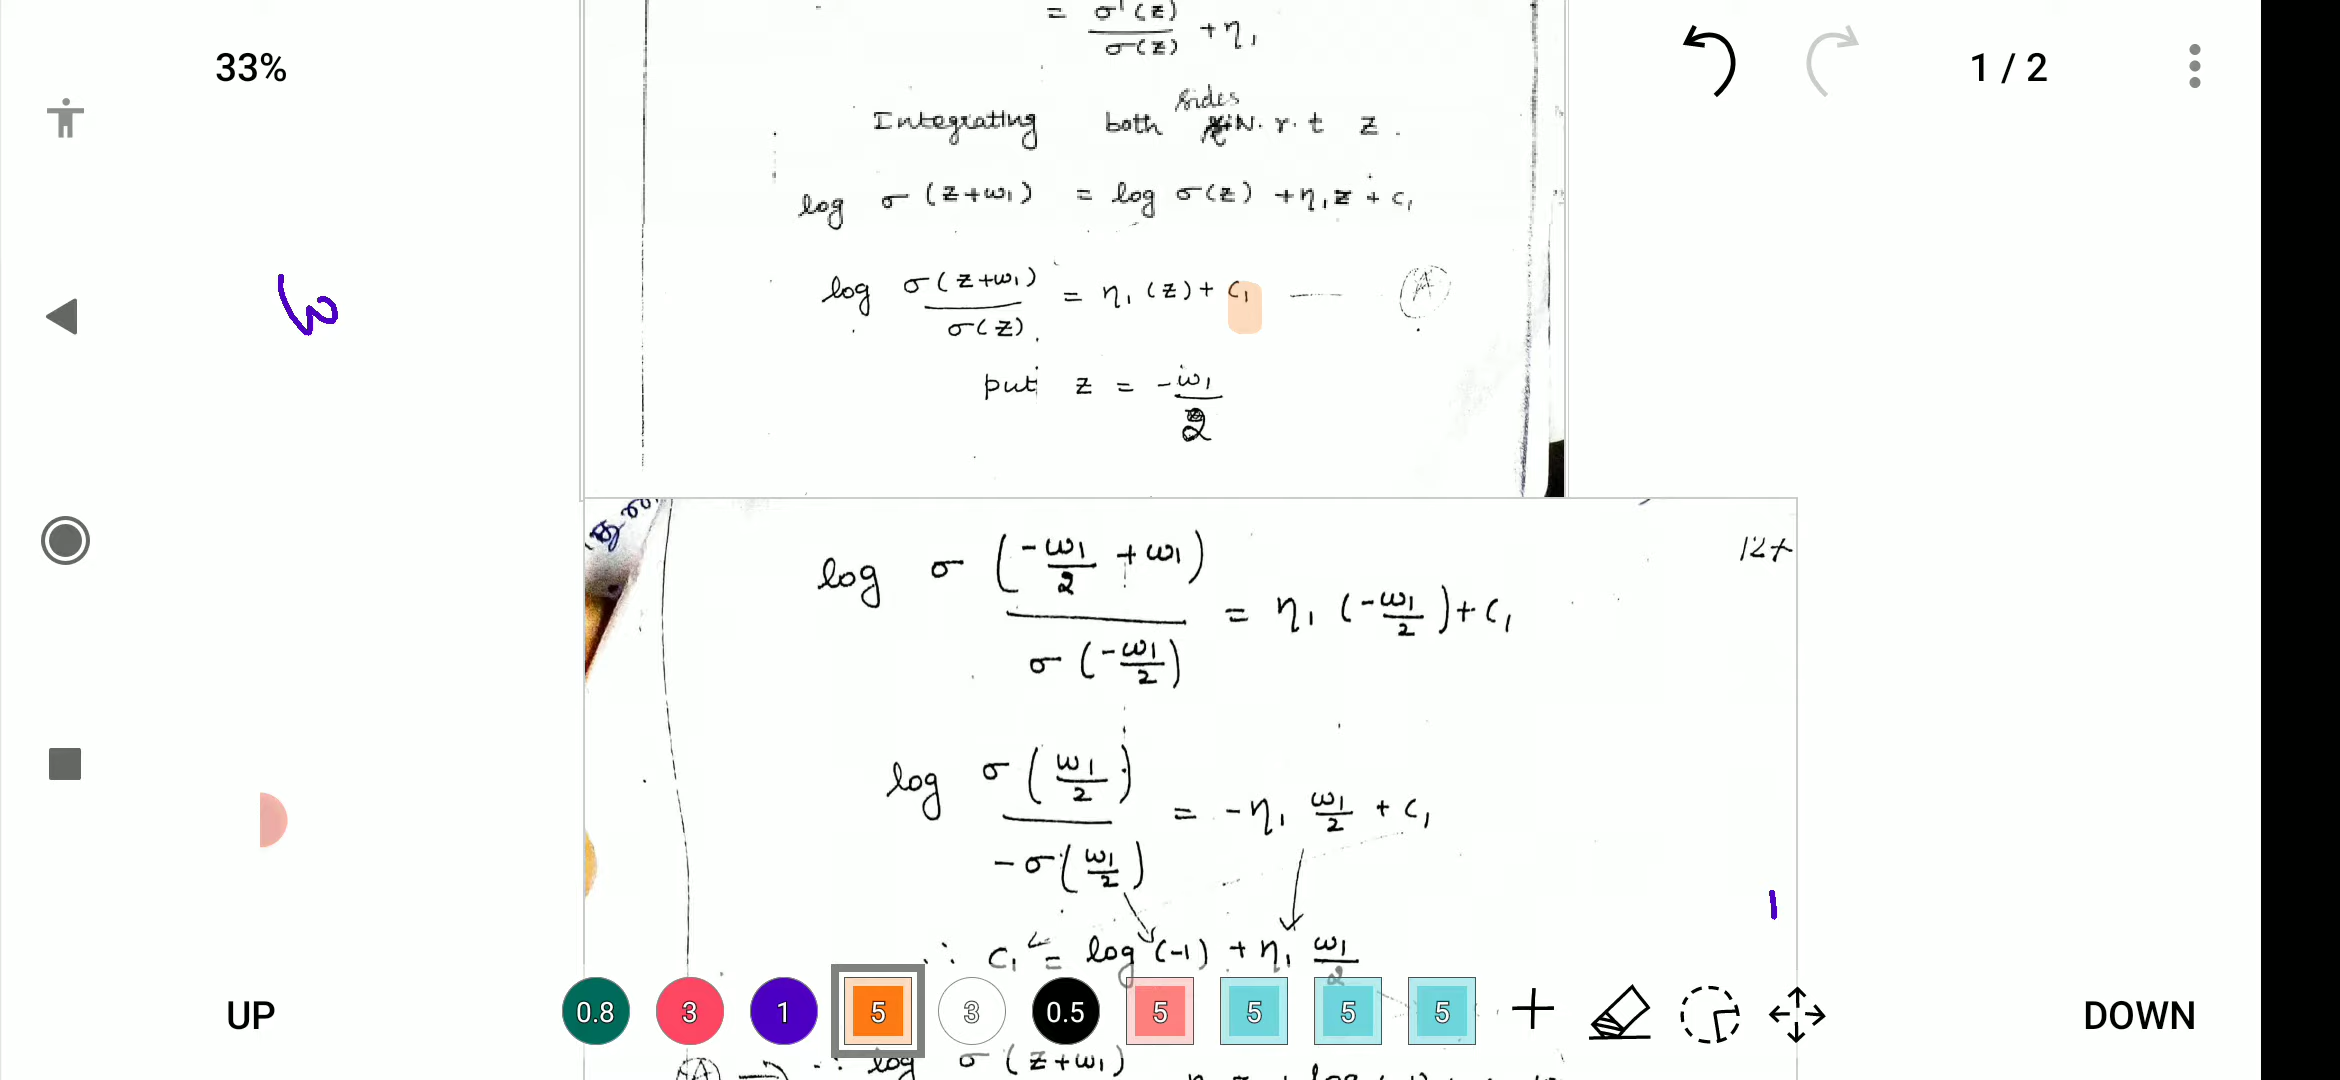 = σ'(z)/σ(z) + η₁
33%
1 / 2
Integrating both sides w.r.t z.
log σ(z+ω₁) = log σ(z) + η₁z + c₁
log σ(z+ω₁)/σ(z) = η₁(z) + c₁ — (A)
put z = -ω₁/2
127
log σ(-ω₁/2 + ω₁)/σ(-ω₁/2) = η₁(-ω₁/2) + c₁
log σ(ω₁/2)/-σ(ω₁/2) = -η₁ ω₁/2 + c₁
∴ c₁ = log(-1) + η₁ ω₁/2
UP
0.8 3 1 5 3 0.5 5 5 5 5
DOWN
(A) → ∴ log σ(z+ω₁)